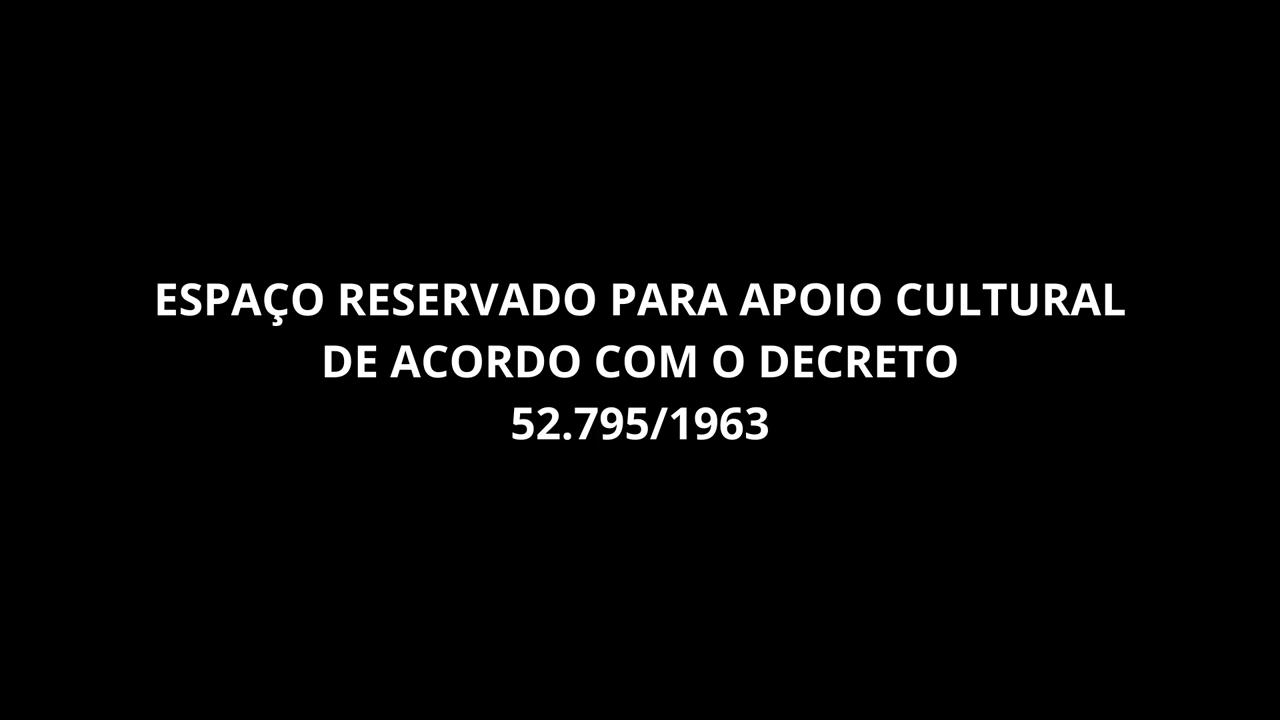 ESPAÇO RESERVADO PARA APOIO CULTURAL
DE ACORDO COM O DECRETO
52.795/1963